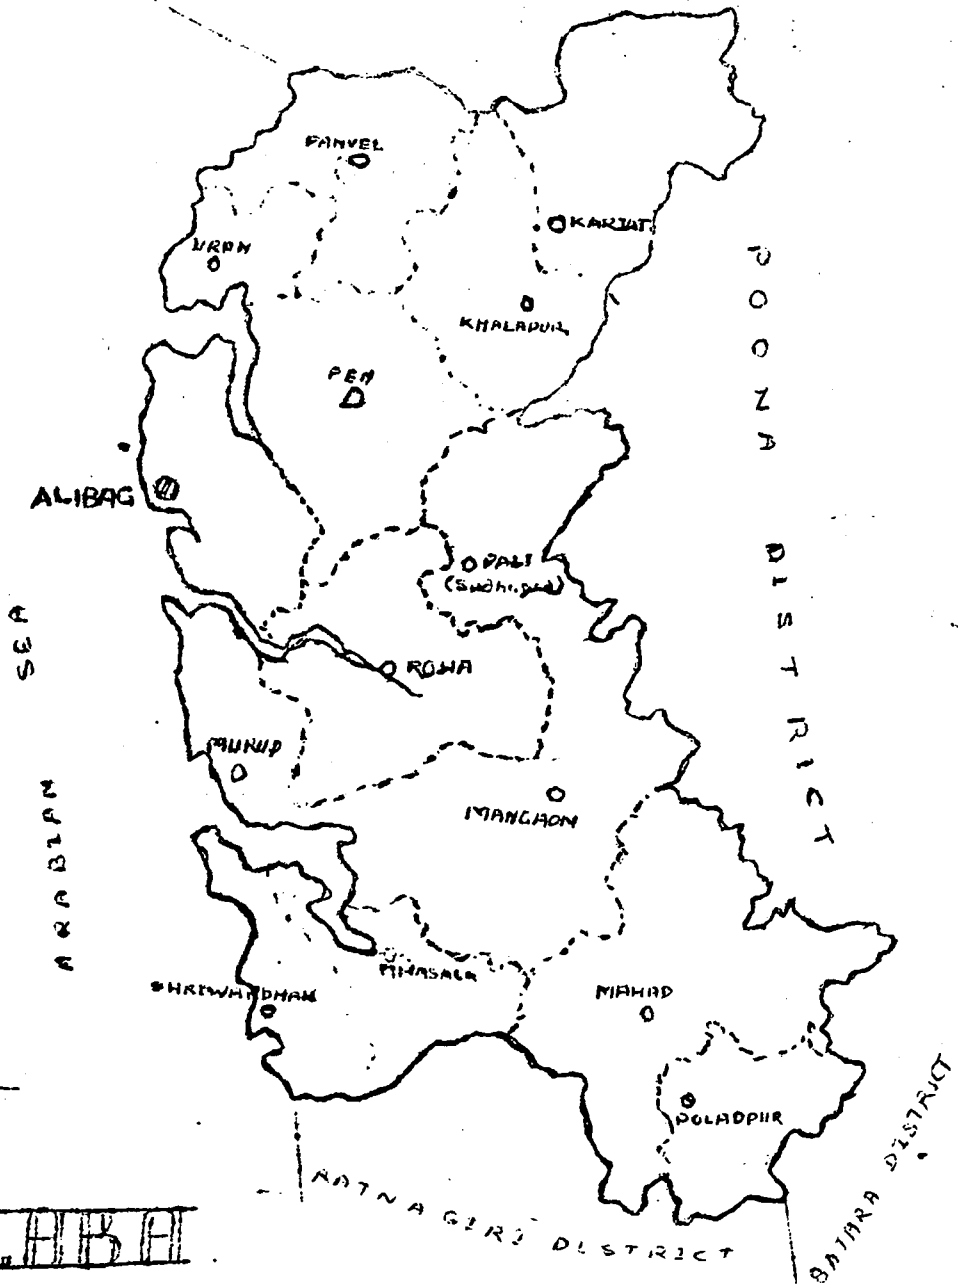 PANVEL
KARJAT
URAN
KHALAPUR
PEN
ALIBAG
PALI
ROHA
MURUD
MANGAON
MHASALA
SHRIWARDHAN
MAHAD
POLADPUR
ARABIAN SEA
POONA DISTRICT
RATNAGIRI DISTRICT
SATARA DISTRICT
ABA